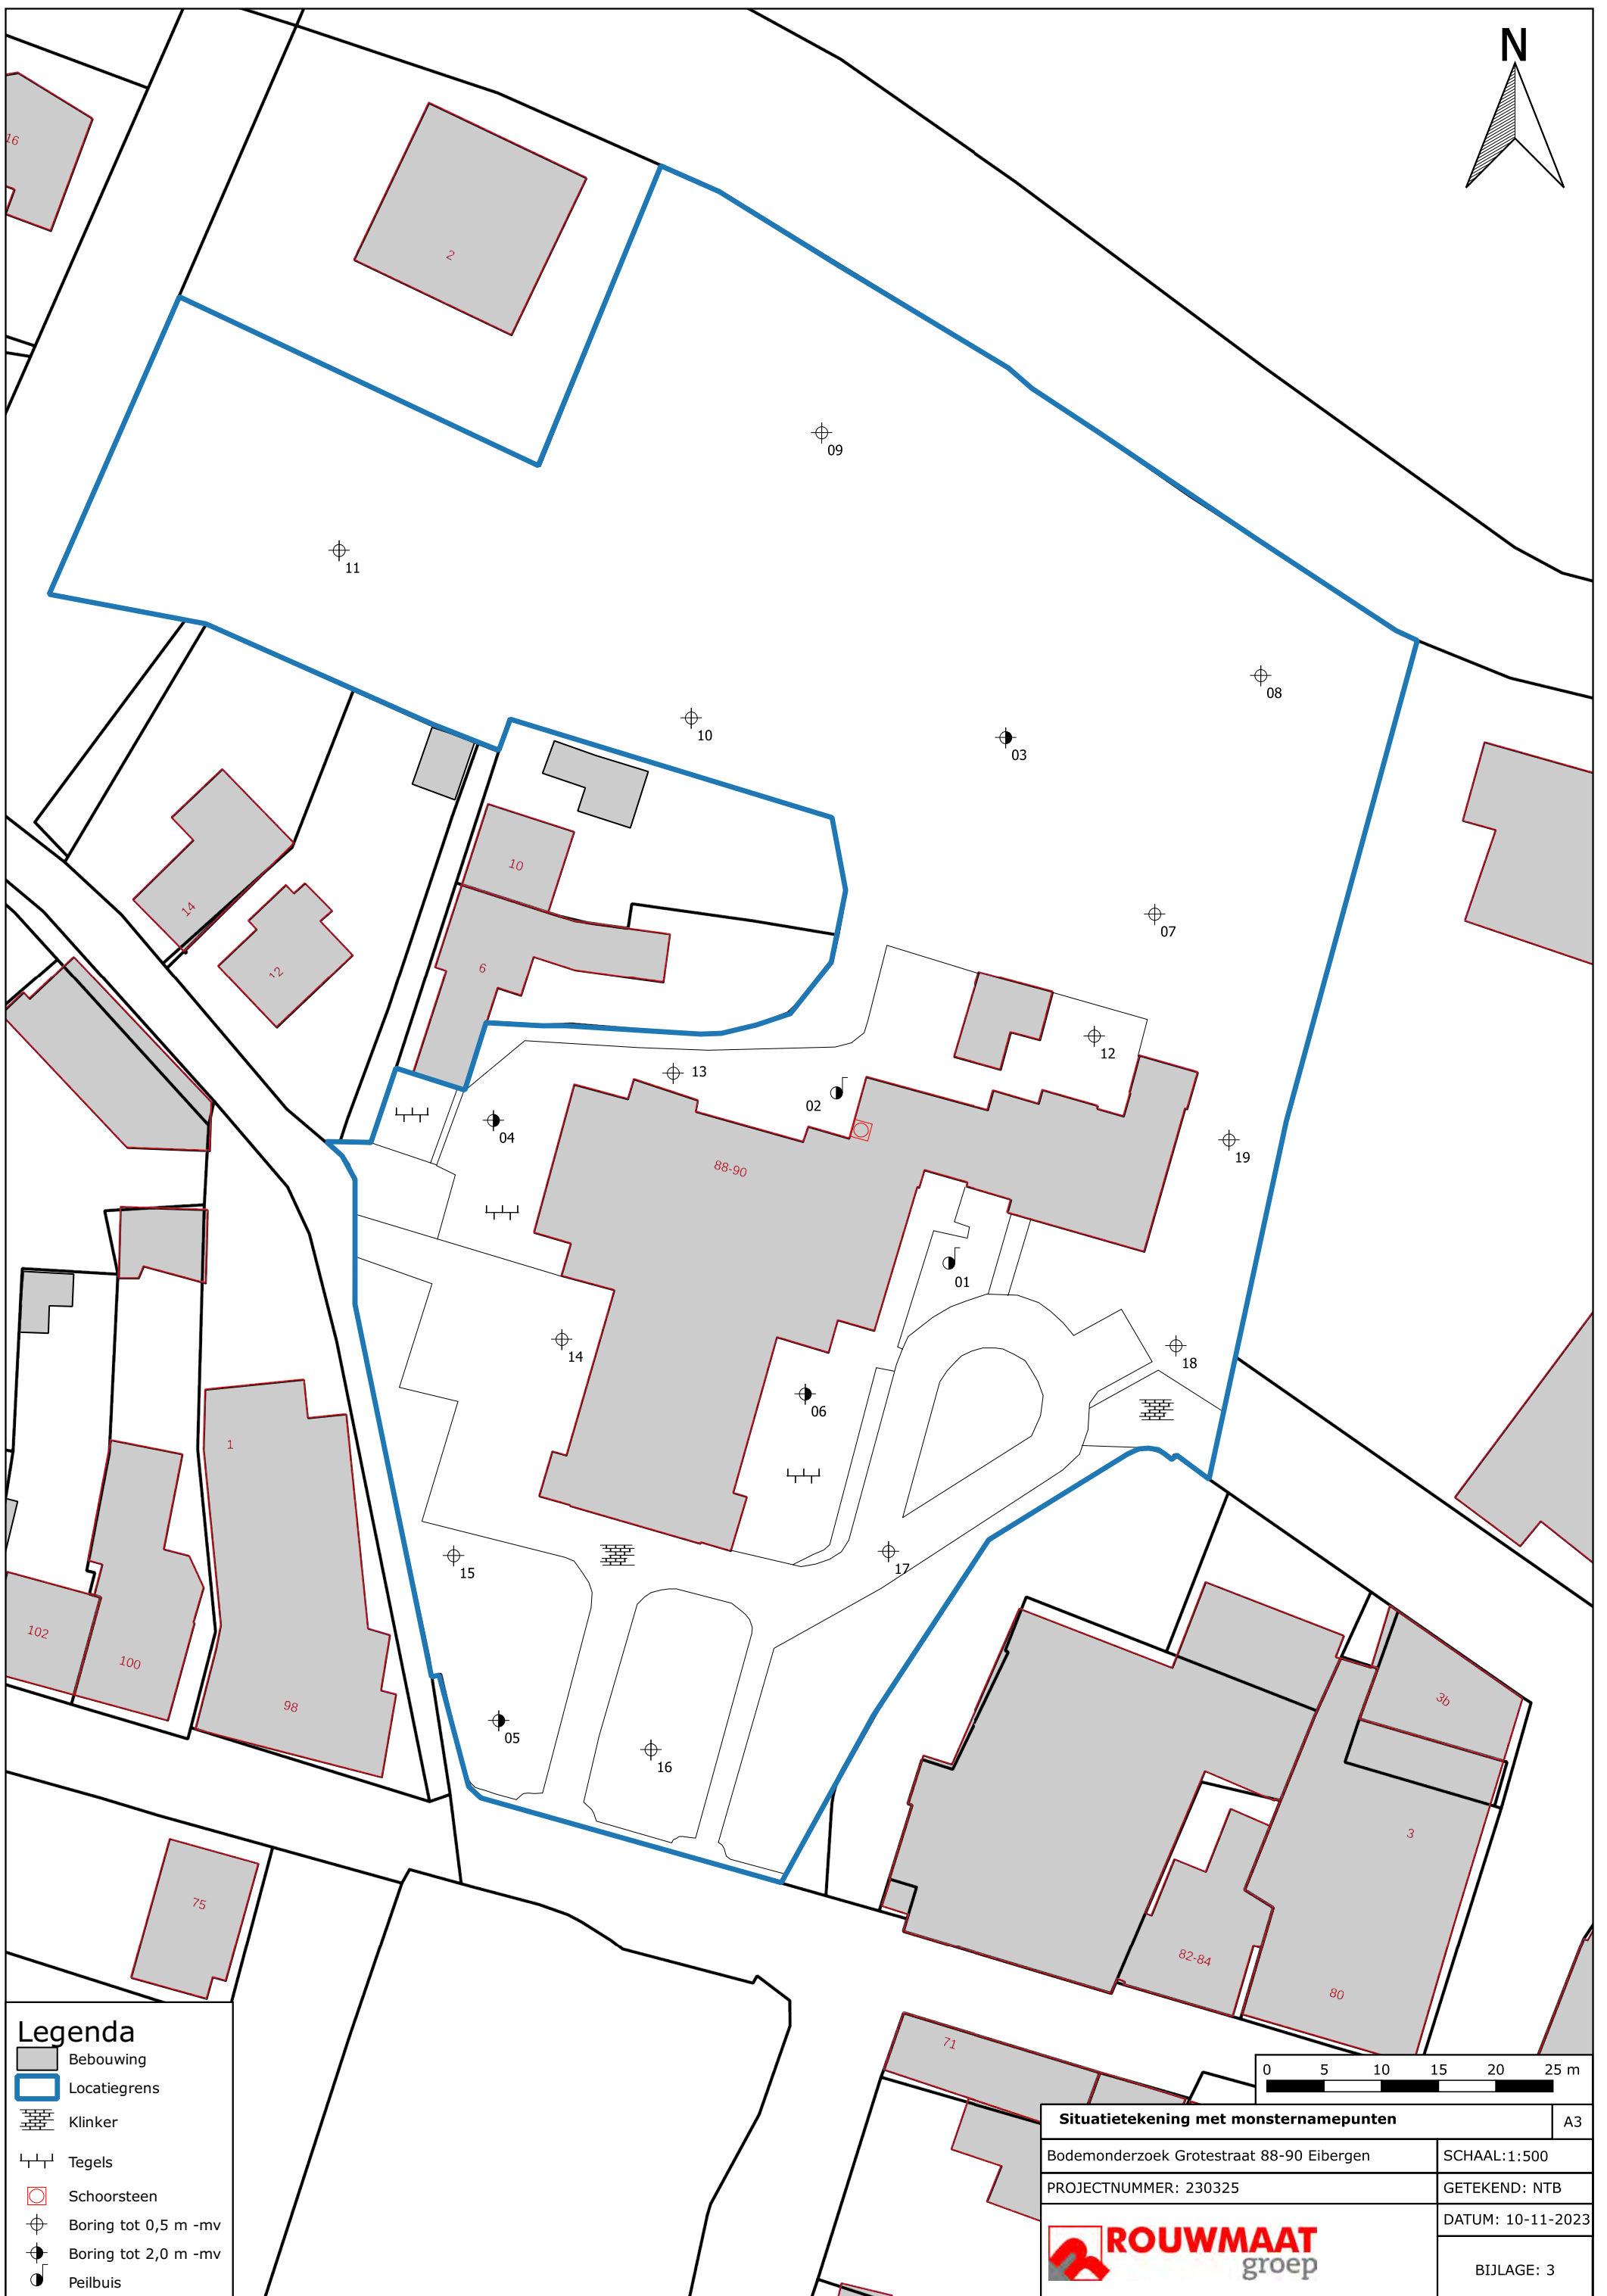 N
16
2
09
11
08
10
03
10
14
07
6
12
12
13
02
04
88-90
19
01
14
18
06
1
15
17
102
100
98
05
16
3b
3
75
82-84
80
71
Legenda
Bebouwing
Locatiegrens
Klinker
Tegels
Schoorsteen
Boring tot 0,5 m -mv
Boring tot 2,0 m -mv
Peilbuis
0 5 10 15 20 25 m
Situatietekening met monsternamepunten A3
Bodemonderzoek Grotestraat 88-90 Eibergen SCHAAL:1:500
PROJECTNUMMER: 230325 GETEKEND: NTB
DATUM: 10-11-2023
ROUWMAAT
groep
BIJLAGE: 3